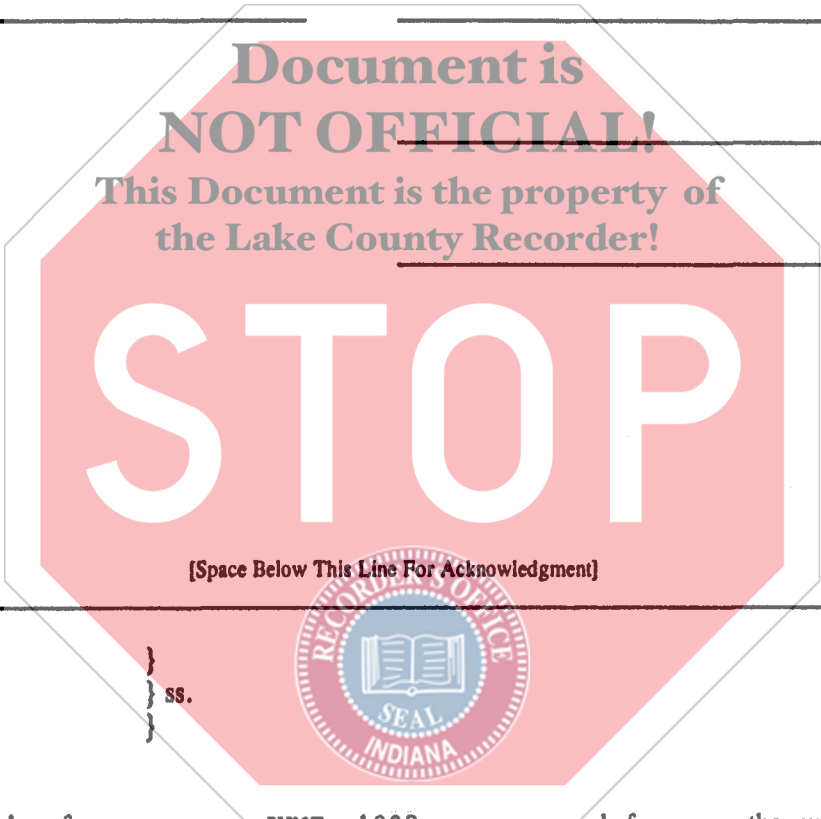 Document is
NOT OFFICIAL!
This Document is the property of
the Lake County Recorder!
STOP
[Space Below This Line For Acknowledgment]
RECORDER'S OFFICE
SEAL
INDIANA
ss.